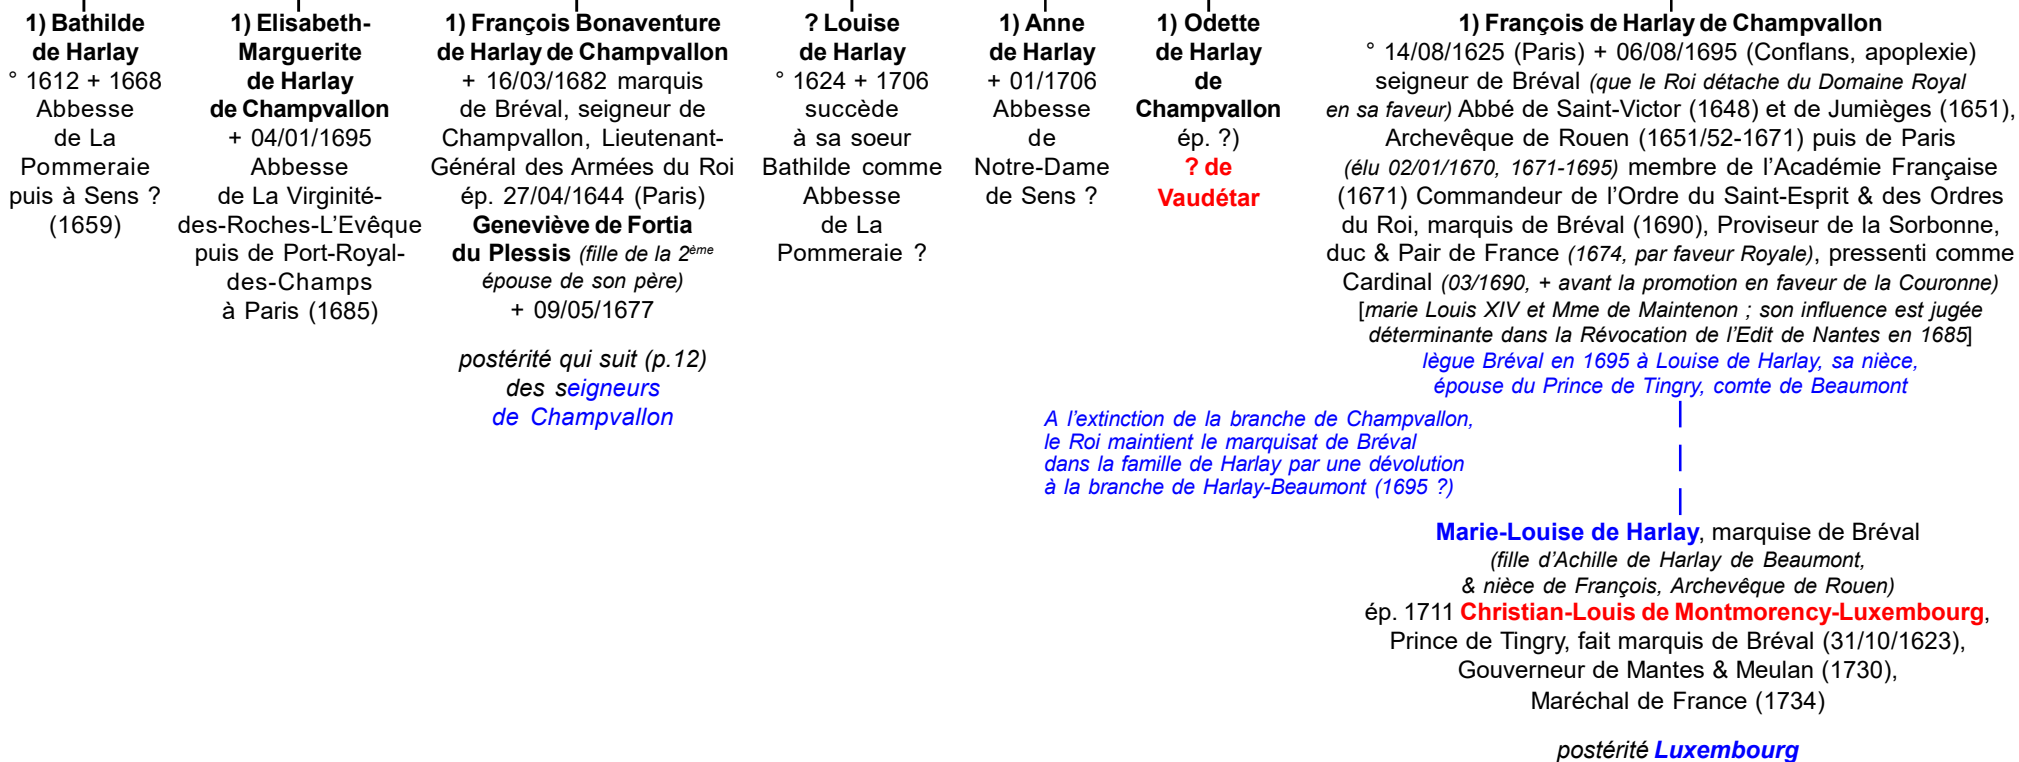 1) Bathilde
de Harlay
° 1612 + 1668
Abbesse
de La
Pommeraie
puis à Sens ?
(1659)
1) Elisabeth-
Marguerite
de Harlay
de Champvallon
+ 04/01/1695
Abbesse
de La Virginité-
des-Roches-L'Evêque
puis de Port-Royal-
des-Champs
à Paris (1685)
1) François Bonaventure
de Harlay de Champvallon
+ 16/03/1682 marquis
de Bréval, seigneur de
Champvallon, Lieutenant-
Général des Armées du Roi
ép. 27/04/1644 (Paris)
Geneviève de Fortia
du Plessis (fille de la 2ème
épouse de son père)
+ 09/05/1677
postérité qui suit (p.12)
des seigneurs
de Champvallon
? Louise
de Harlay
° 1624 + 1706
succède
à sa soeur
Bathilde comme
Abbesse
de La
Pommeraie ?
1) Anne
de Harlay
+ 01/1706
Abbesse
de
Notre-Dame
de Sens ?
1) Odette
de Harlay
de
Champvallon
ép. ?)
? de
Vaudétar
1) François de Harlay de Champvallon
° 14/08/1625 (Paris) + 06/08/1695 (Conflans, apoplexie)
seigneur de Bréval (que le Roi détache du Domaine Royal
en sa faveur) Abbé de Saint-Victor (1648) et de Jumièges (1651),
Archevêque de Rouen (1651/52-1671) puis de Paris
(élu 02/01/1670, 1671-1695) membre de l'Académie Française
(1671) Commandeur de l'Ordre du Saint-Esprit & des Ordres
du Roi, marquis de Bréval (1690), Proviseur de la Sorbonne,
duc & Pair de France (1674, par faveur Royale), pressenti comme
Cardinal (03/1690, + avant la promotion en faveur de la Couronne)
[marie Louis XIV et Mme de Maintenon ; son influence est jugée
déterminante dans la Révocation de l'Edit de Nantes en 1685]
lègue Bréval en 1695 à Louise de Harlay, sa nièce,
épouse du Prince de Tingry, comte de Beaumont
A l'extinction de la branche de Champvallon,
le Roi maintient le marquisat de Bréval
dans la famille de Harlay par une dévolution
à la branche de Harlay-Beaumont (1695 ?)
Marie-Louise de Harlay, marquise de Bréval
(fille d'Achille de Harlay de Beaumont,
& nièce de François, Archevêque de Rouen)
ép. 1711 Christian-Louis de Montmorency-Luxembourg,
Prince de Tingry, fait marquis de Bréval (31/10/1623),
Gouverneur de Mantes & Meulan (1730),
Maréchal de France (1734)
postérité Luxembourg